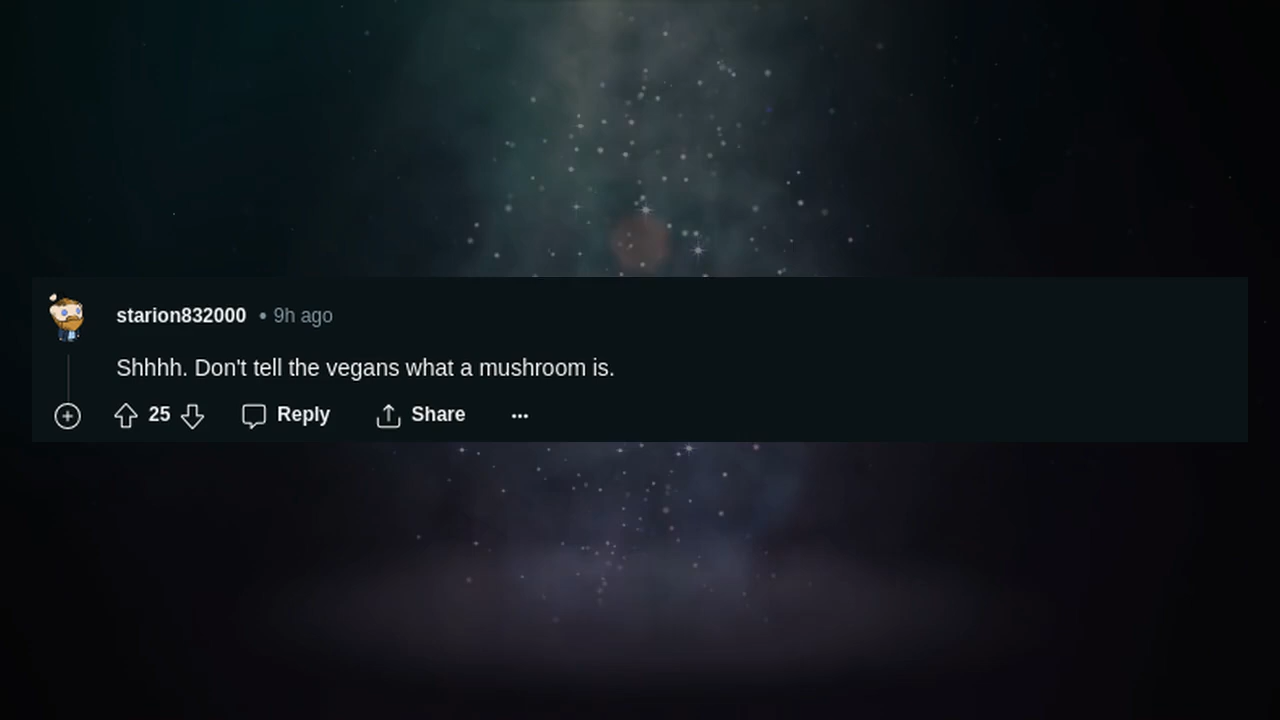 starion832000 • 9h ago
Shhhh. Don't tell the vegans what a mushroom is.
25 Reply Share ...